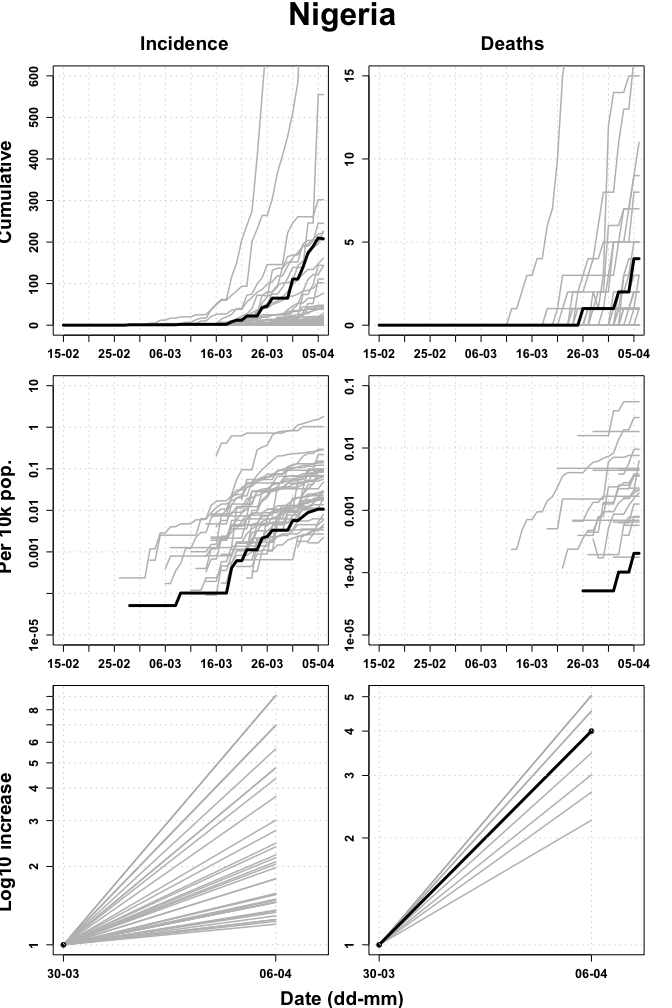 Nigeria
Incidence
Deaths
Cumulative
600
500
400
300
200
100
0
15-02 25-02 06-03 16-03 26-03 05-04
15
10
5
0
15-02 25-02 06-03 16-03 26-03 05-04
Per 10k pop.
10
1
0.1
0.01
0.001
1e-05
15-02 25-02 06-03 16-03 26-03 05-04
0.1
0.01
0.001
1e-04
1e-05
15-02 25-02 06-03 16-03 26-03 05-04
Log10 increase
8
6
5
4
3
2
1
30-03 06-04
5
4
3
2
1
30-03 06-04
Date (dd-mm)